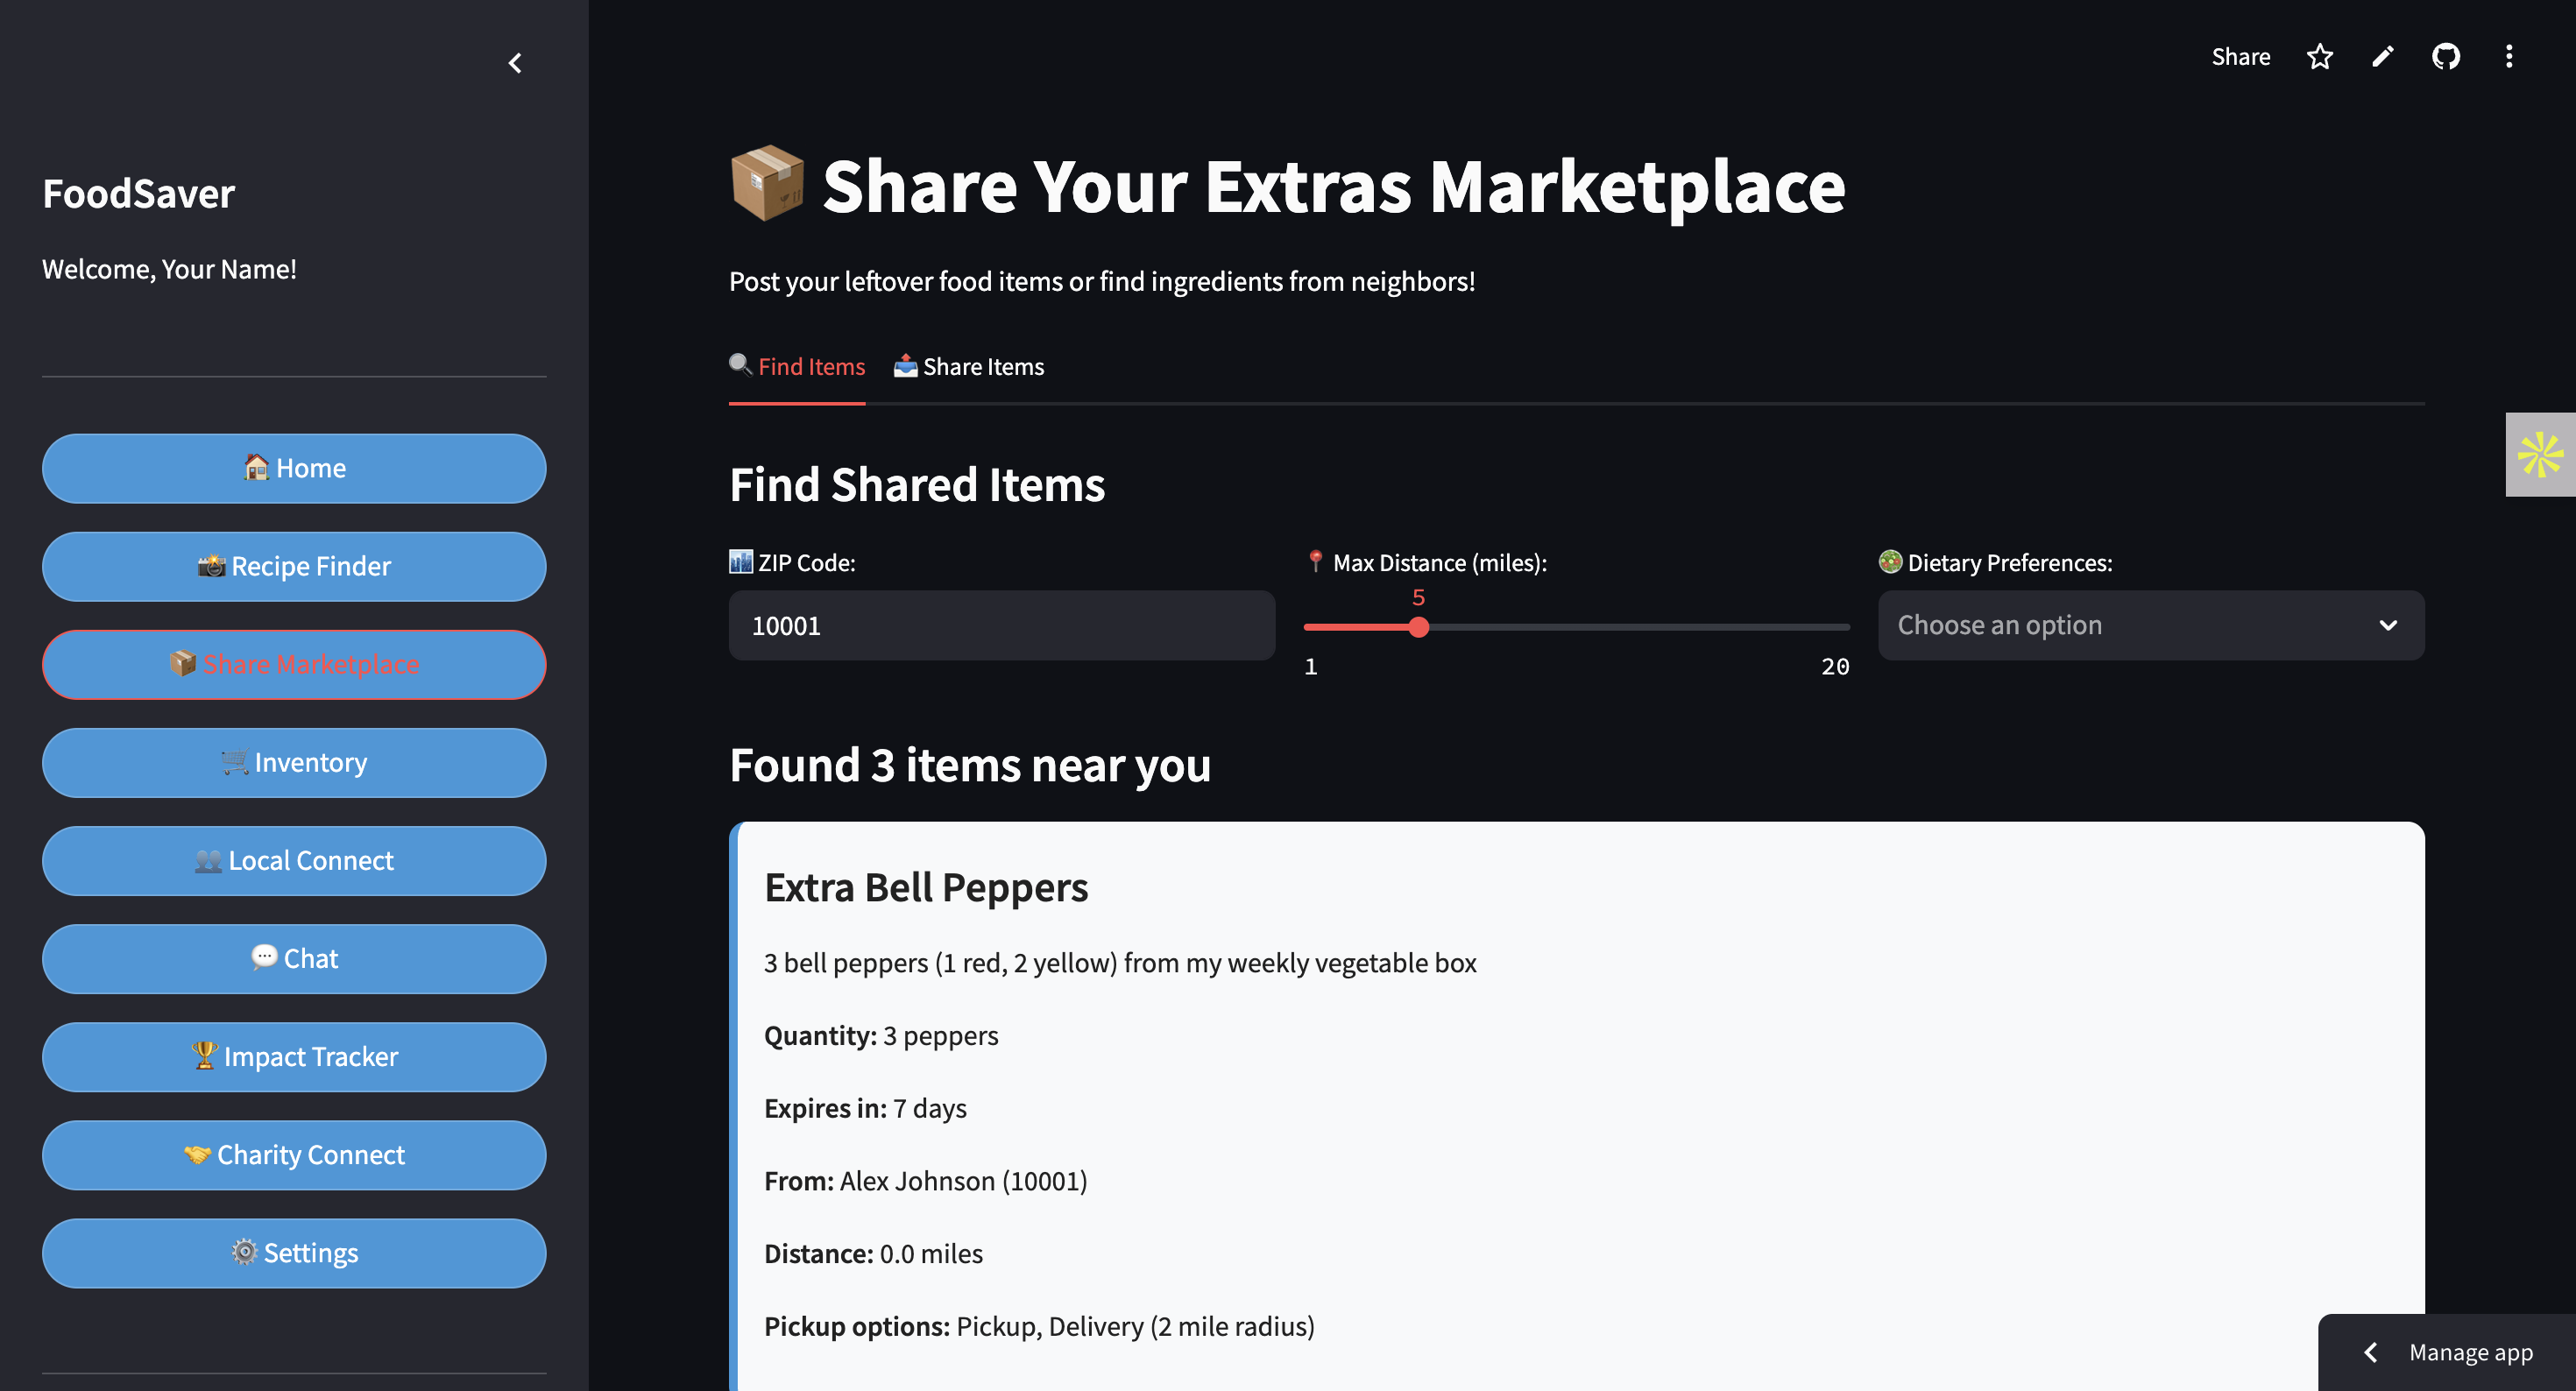 Share
FoodSaver
Welcome, Your Name!
🏠 Home
📸 Recipe Finder
📦 Share Marketplace
🛒 Inventory
👥 Local Connect
💬 Chat
🏆 Impact Tracker
🤝 Charity Connect
⚙️ Settings
📦 Share Your Extras Marketplace
Post your leftover food items or find ingredients from neighbors!
🔍 Find Items 📤 Share Items
Find Shared Items
🏙️ ZIP Code: 📍 Max Distance (miles): 🥗 Dietary Preferences:
5
10001 Choose an option
1 20
Found 3 items near you
Extra Bell Peppers
3 bell peppers (1 red, 2 yellow) from my weekly vegetable box
Quantity: 3 peppers
Expires in: 7 days
From: Alex Johnson (10001)
Distance: 0.0 miles
Pickup options: Pickup, Delivery (2 mile radius)
Manage app